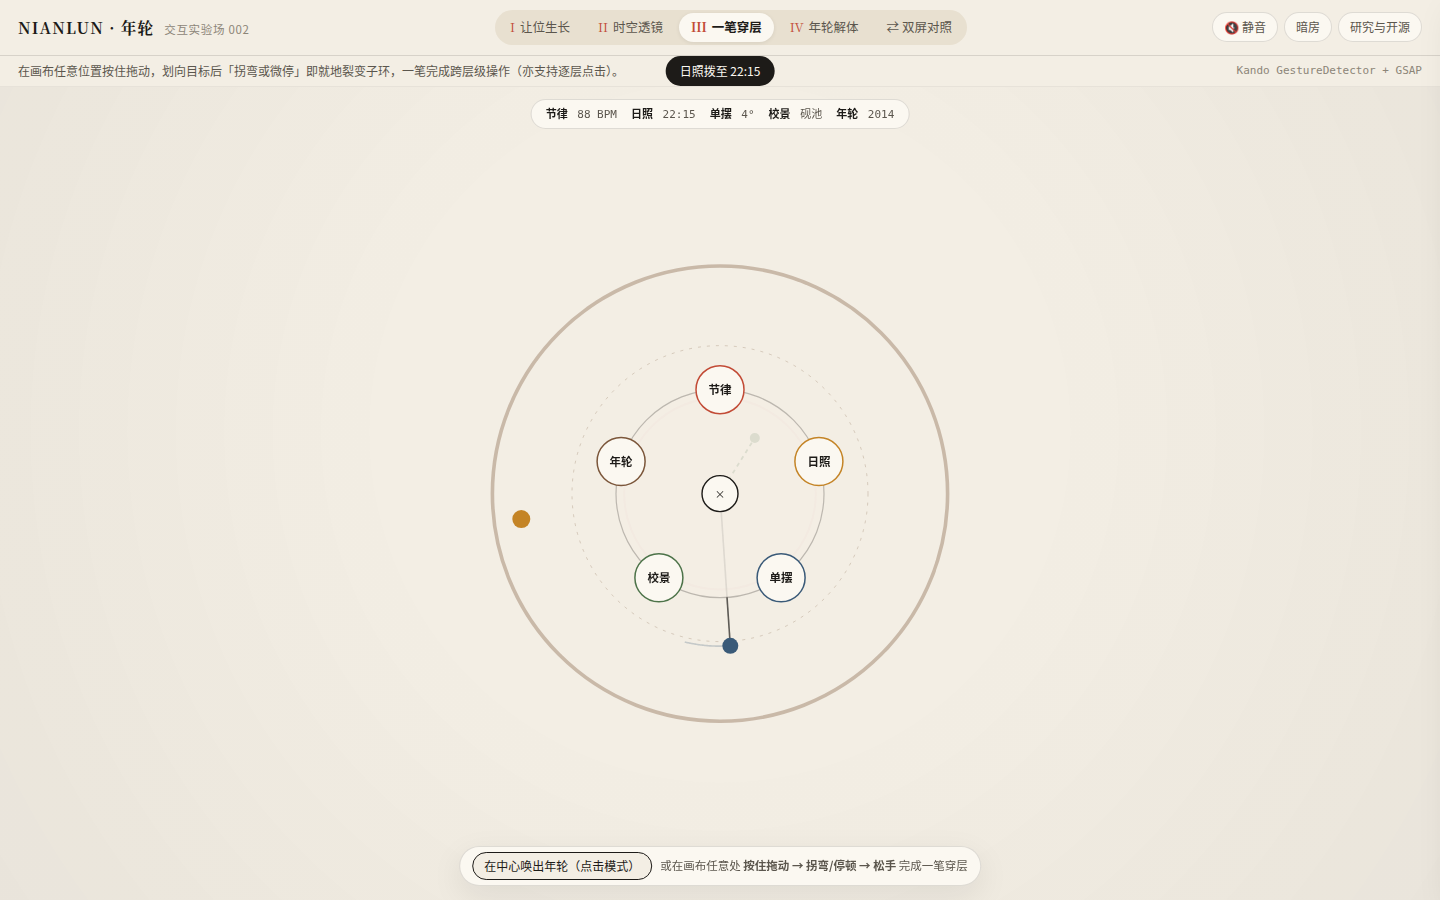 NIANLUN · 年轮 交互实验场 002
I 让位生长 II 时空透镜 III 一笔穿层 IV 年轮解体 ⇄ 双屏对照
🔇 静音 暗房 研究与开源
在画布任意位置按住拖动，划向目标后「拐弯或微停」即就地裂变子环，一笔完成跨层级操作（亦支持逐层点击）。
日照拨至 22:15
Kando GestureDetector + GSAP
节律 88 BPM 日照 22:15 单摆 4° 校景 砚池 年轮 2014
节律
年轮
日照
×
校景
单摆
在中心唤出年轮（点击模式） 或在画布任意处 按住拖动 → 拐弯/停顿 → 松手 完成一笔穿层